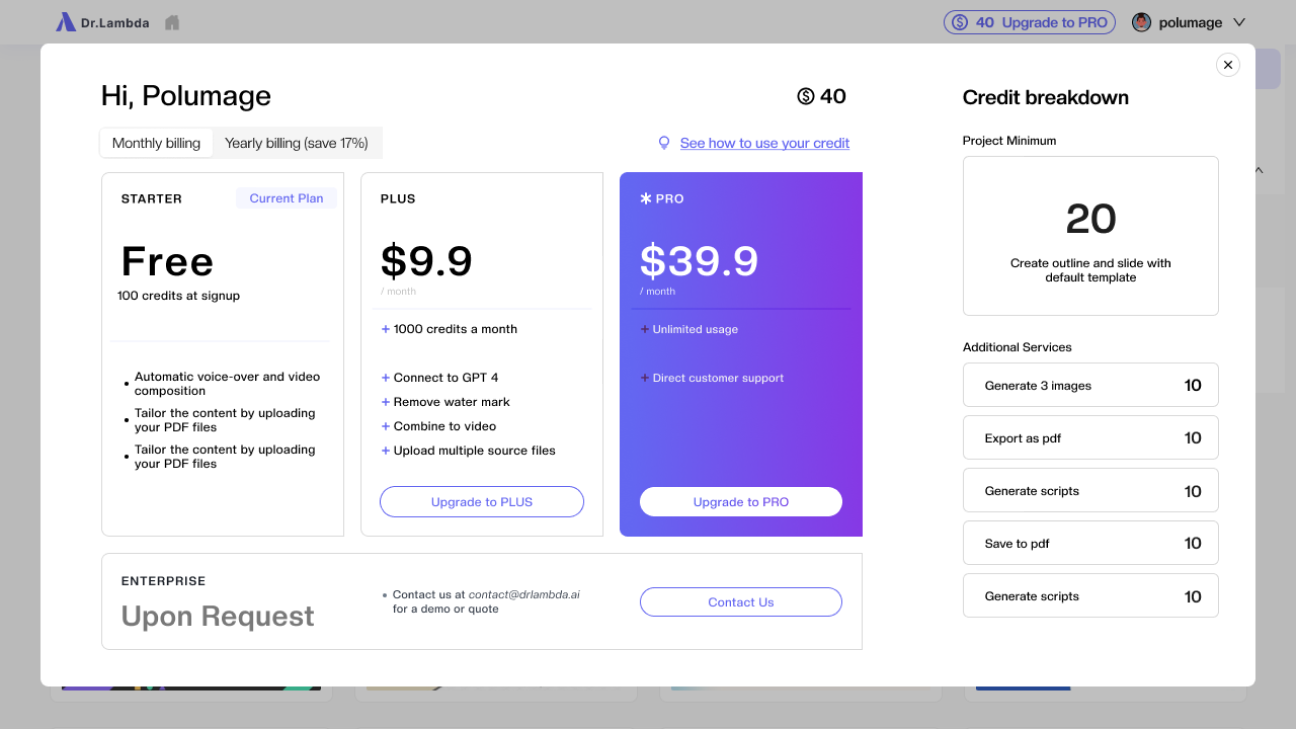 Dr.Lambda
40 Upgrade to PRO
polumage
Hi, Polumage
40
Monthly billing
Yearly billing (save 17%)
See how to use your credit
STARTER
Current Plan
Free
100 credits at signup
Automatic voice-over and video
composition
Tailor the content by uploading
your PDF files
Tailor the content by uploading
your PDF files
PLUS
$9.9
/ month
+ 1000 credits a month
+ Connect to GPT 4
+ Remove water mark
+ Combine to video
+ Upload multiple source files
Upgrade to PLUS
PRO
$39.9
/ month
+ Unlimited usage
+ Direct customer support
Upgrade to PRO
ENTERPRISE
Upon Request
Contact us at contact@drlambda.ai
for a demo or quote
Contact Us
Credit breakdown
Project Minimum
20
Create outline and slide with
default template
Additional Services
Generate 3 images 10
Export as pdf 10
Generate scripts 10
Save to pdf 10
Generate scripts 10